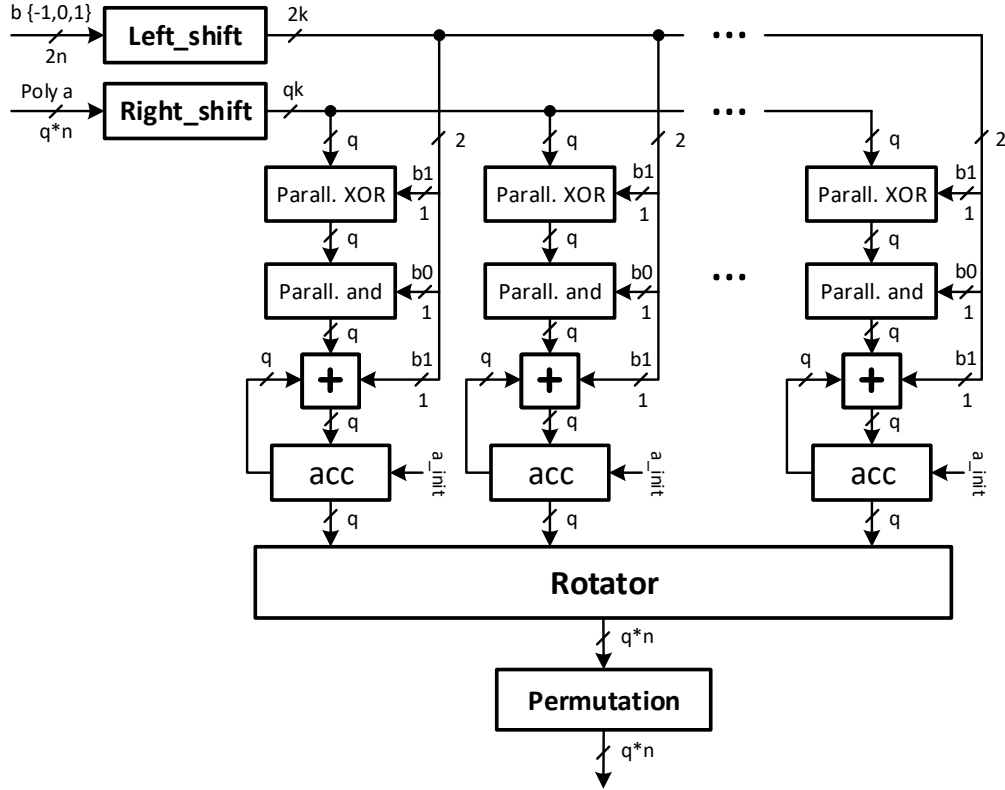 b {-1,0,1}
2n
Left_shift
2k
Poly a
q*n
Right_shift
qk
...
...
q
2
q
2
q
2
Parall. XOR
b1
1
Parall. XOR
b1
1
Parall. XOR
b1
1
q
q
q
Parall. and
b0
1
Parall. and
b0
1
...
Parall. and
b0
1
q
q
q
q
+
b1
1
q
+
b1
1
q
+
b1
1
q
q
q
acc
a_init
acc
a_init
acc
a_init
q
q
q
Rotator
q*n
Permutation
q*n